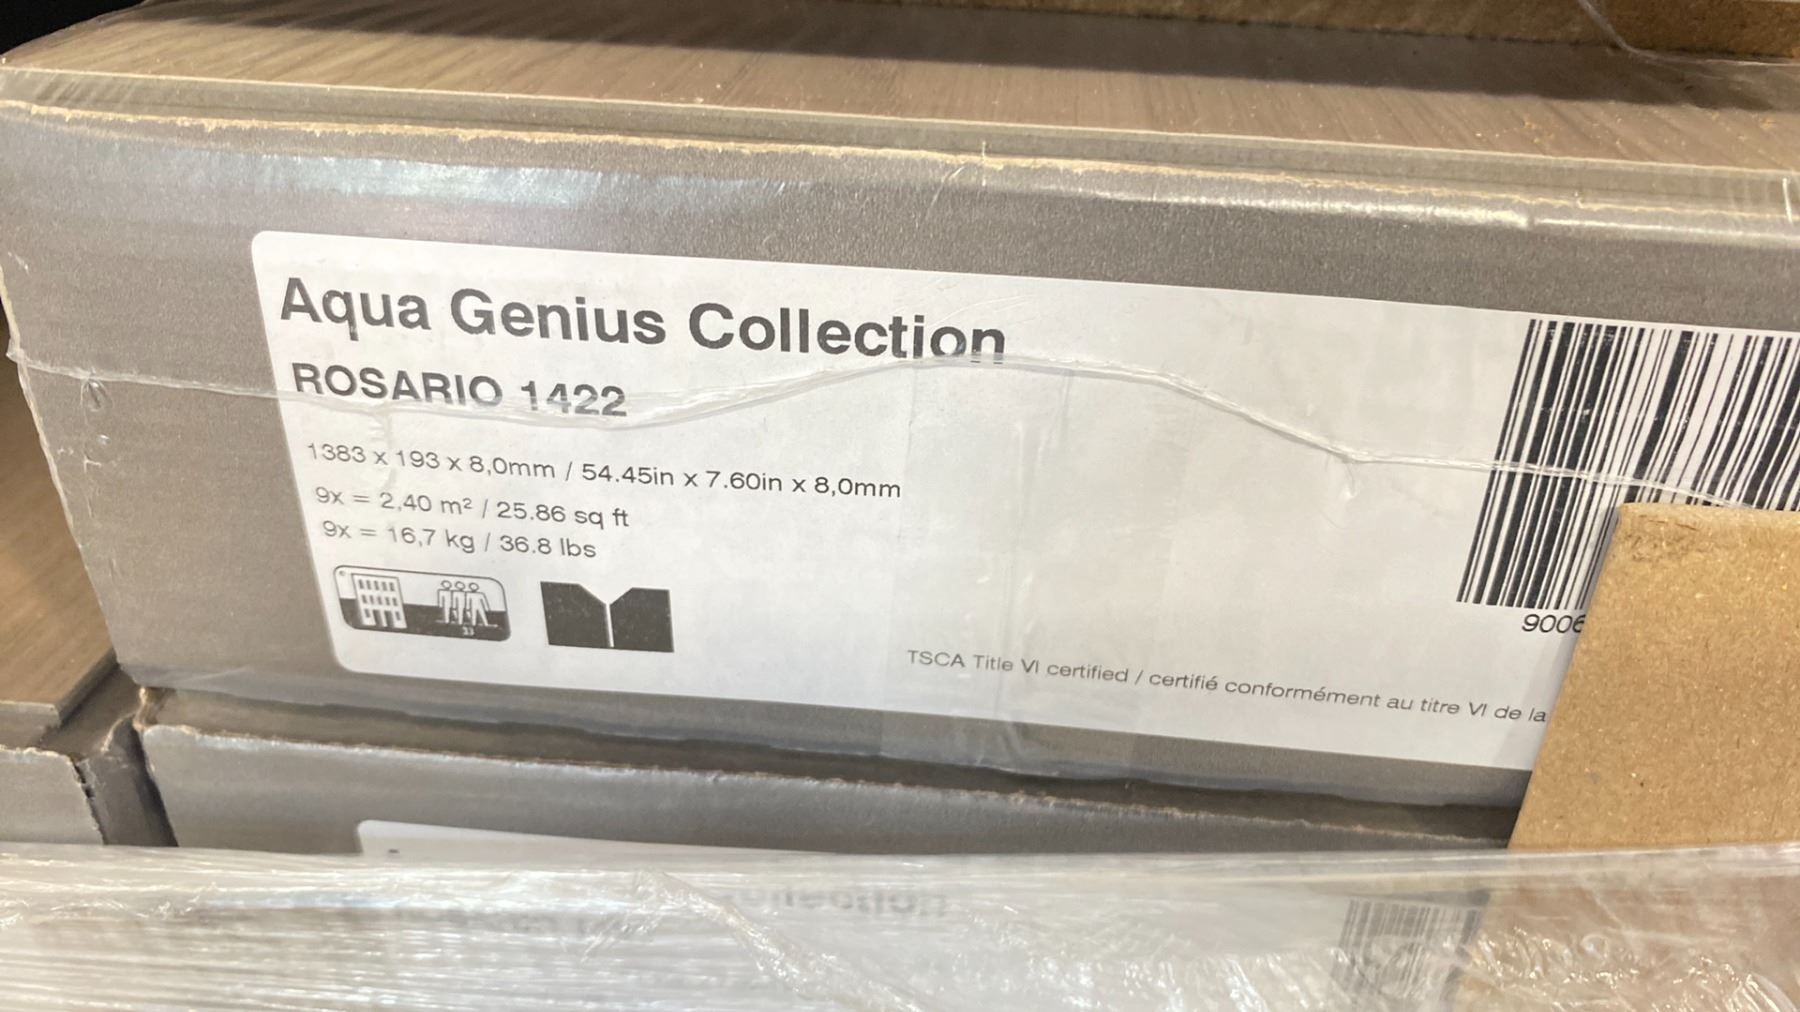 Aqua Genius Collection
ROSARIO 1422
1383 x 193 x 8,0mm / 54.45in x 7.60in x 8,0mm
9x = 2,40 m² / 25.86 sq ft
9x = 16,7 kg / 36.8 lbs
33
9006
TSCA Title VI certified / certifié conformément au titre VI de la